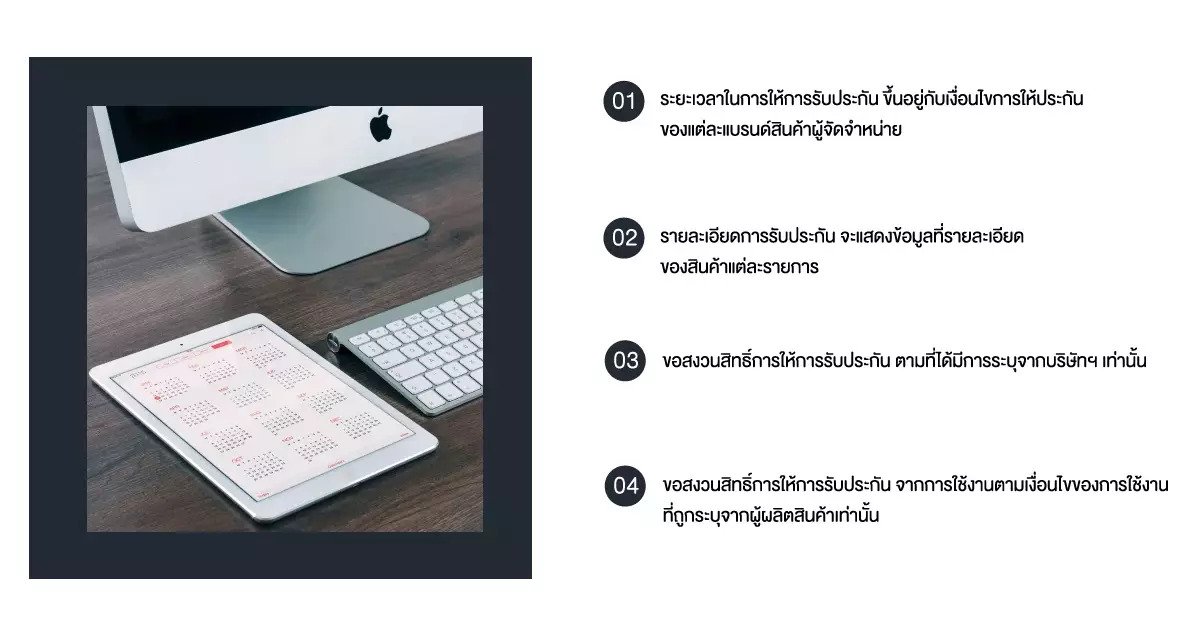 01 ระยะเวลาในการให้การรับประกัน ขึ้นอยู่กับเงื่อนไขการให้ประกัน
ของแต่ละแบรนด์สินค้าผู้จัดจำหน่าย
02 รายละเอียดการรับประกัน จะแสดงข้อมูลที่รายละเอียด
ของสินค้าแต่ละรายการ
03 ขอสงวนสิทธิ์การให้การรับประกัน ตามที่ได้มีการระบุจากบริษัทฯ เท่านั้น
04 ขอสงวนสิทธิ์การให้การรับประกัน จากการใช้งานตามเงื่อนไขของการใช้งาน
ที่ถูกระบุจากผู้ผลิตสินค้าเท่านั้น